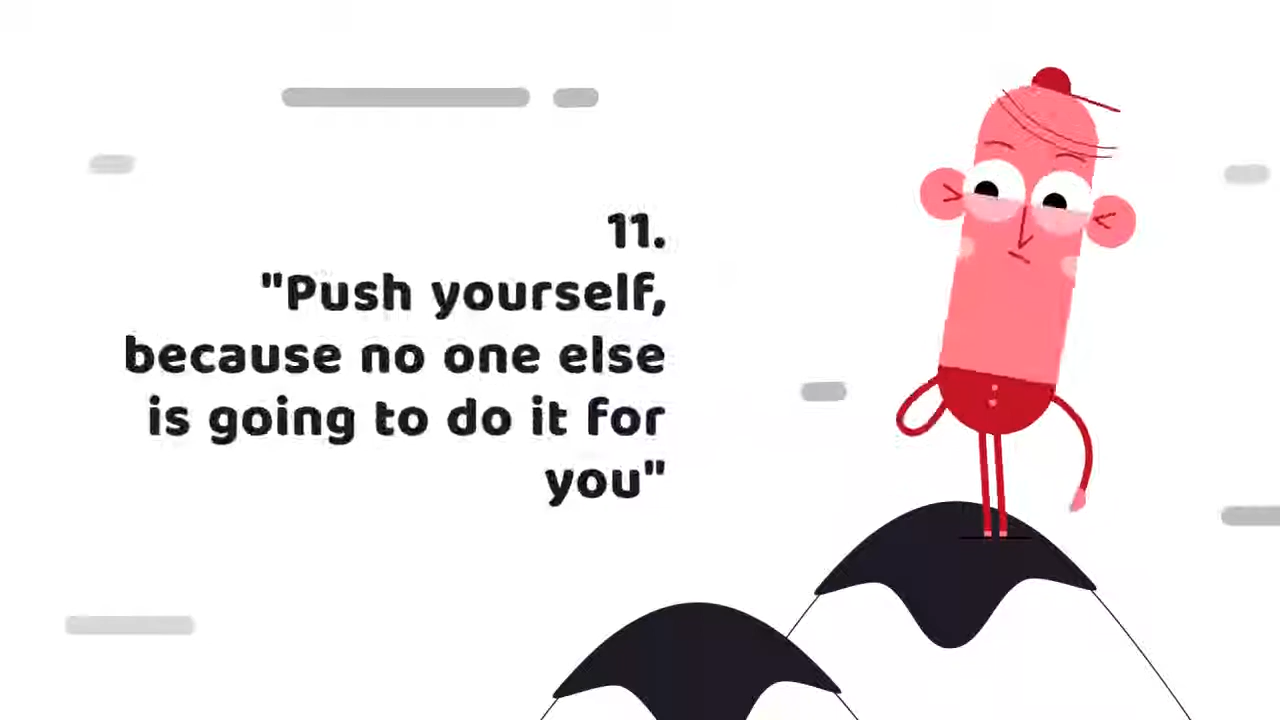 11.
"Push yourself,
because no one else
is going to do it for
you"